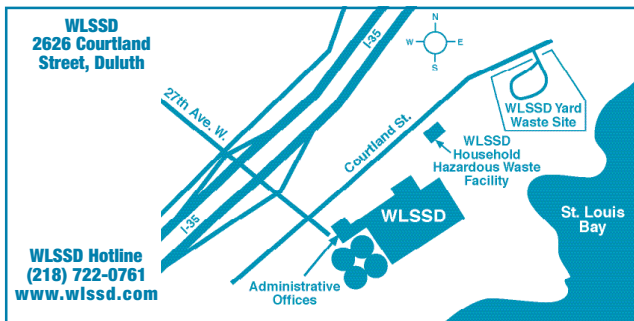 WLSSD
2626 Courtland
Street, Duluth
N
W
E
S
I-35
27th Ave. W.
Courtland St.
WLSSD Yard
Waste Site
WLSSD
Household
Hazardous Waste
Facility
WLSSD
St. Louis
Bay
I-35
Administrative
Offices
WLSSD Hotline
(218) 722-0761
www.wlssd.com